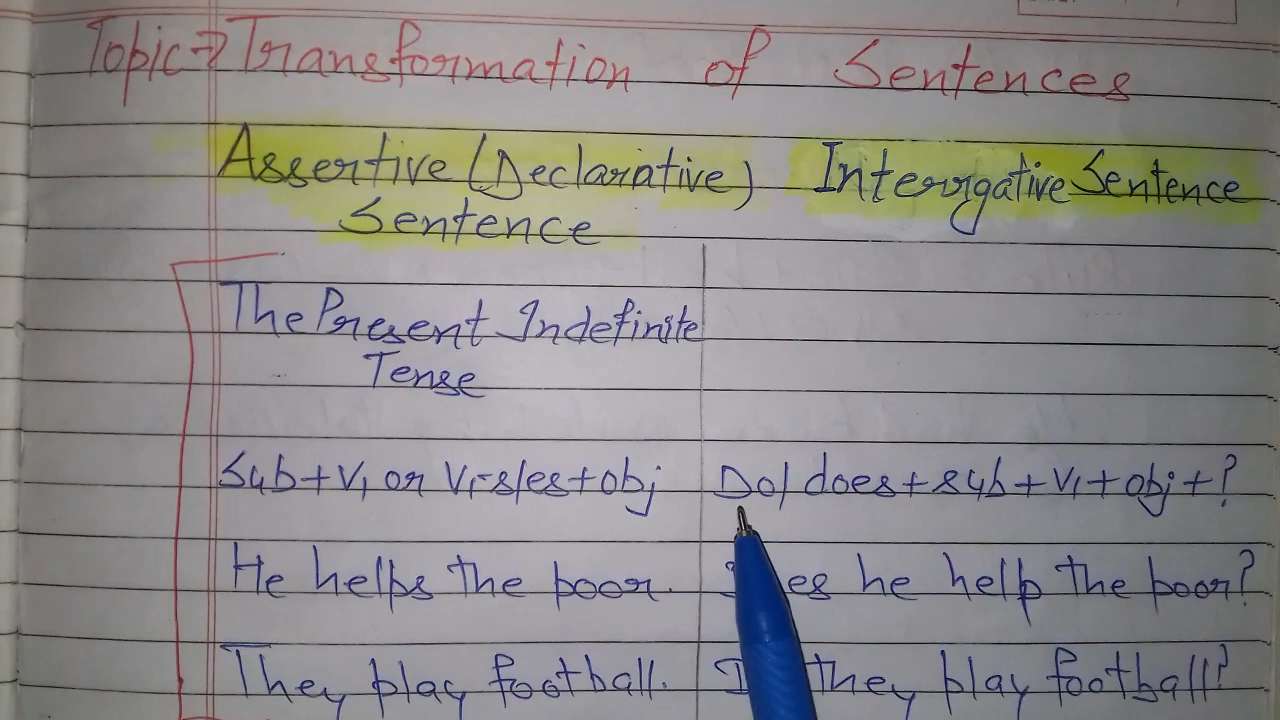 Topic⇒Transformation of Sentences
Assertive (Declarative) Interrigative Sentence
Sentence
The Present Indefinite
Tense
Sub+V₁ or V₁-s/es+obj Do/does+sub+V₁+obj+?
He helps the poor. he help the poor?
They play football. they play football?